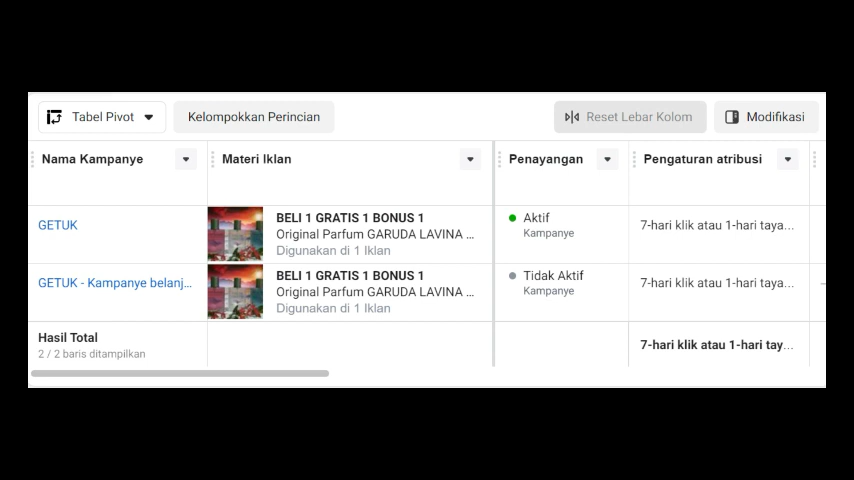 Tabel Pivot
Kelompokkan Perincian
Reset Lebar Kolom
Modifikasi
Nama Kampanye
Materi Iklan
Penayangan
Pengaturan atribusi
GETUK
BELI 1 GRATIS 1 BONUS 1
Original Parfum GARUDA LAVINA ...
Digunakan di 1 Iklan
Aktif
Kampanye
7-hari klik atau 1-hari taya...
GETUK - Kampanye belanj...
BELI 1 GRATIS 1 BONUS 1
Original Parfum GARUDA LAVINA ...
Digunakan di 1 Iklan
Tidak Aktif
Kampanye
7-hari klik atau 1-hari taya...
Hasil Total
2 / 2 baris ditampilkan
7-hari klik atau 1-hari tay...